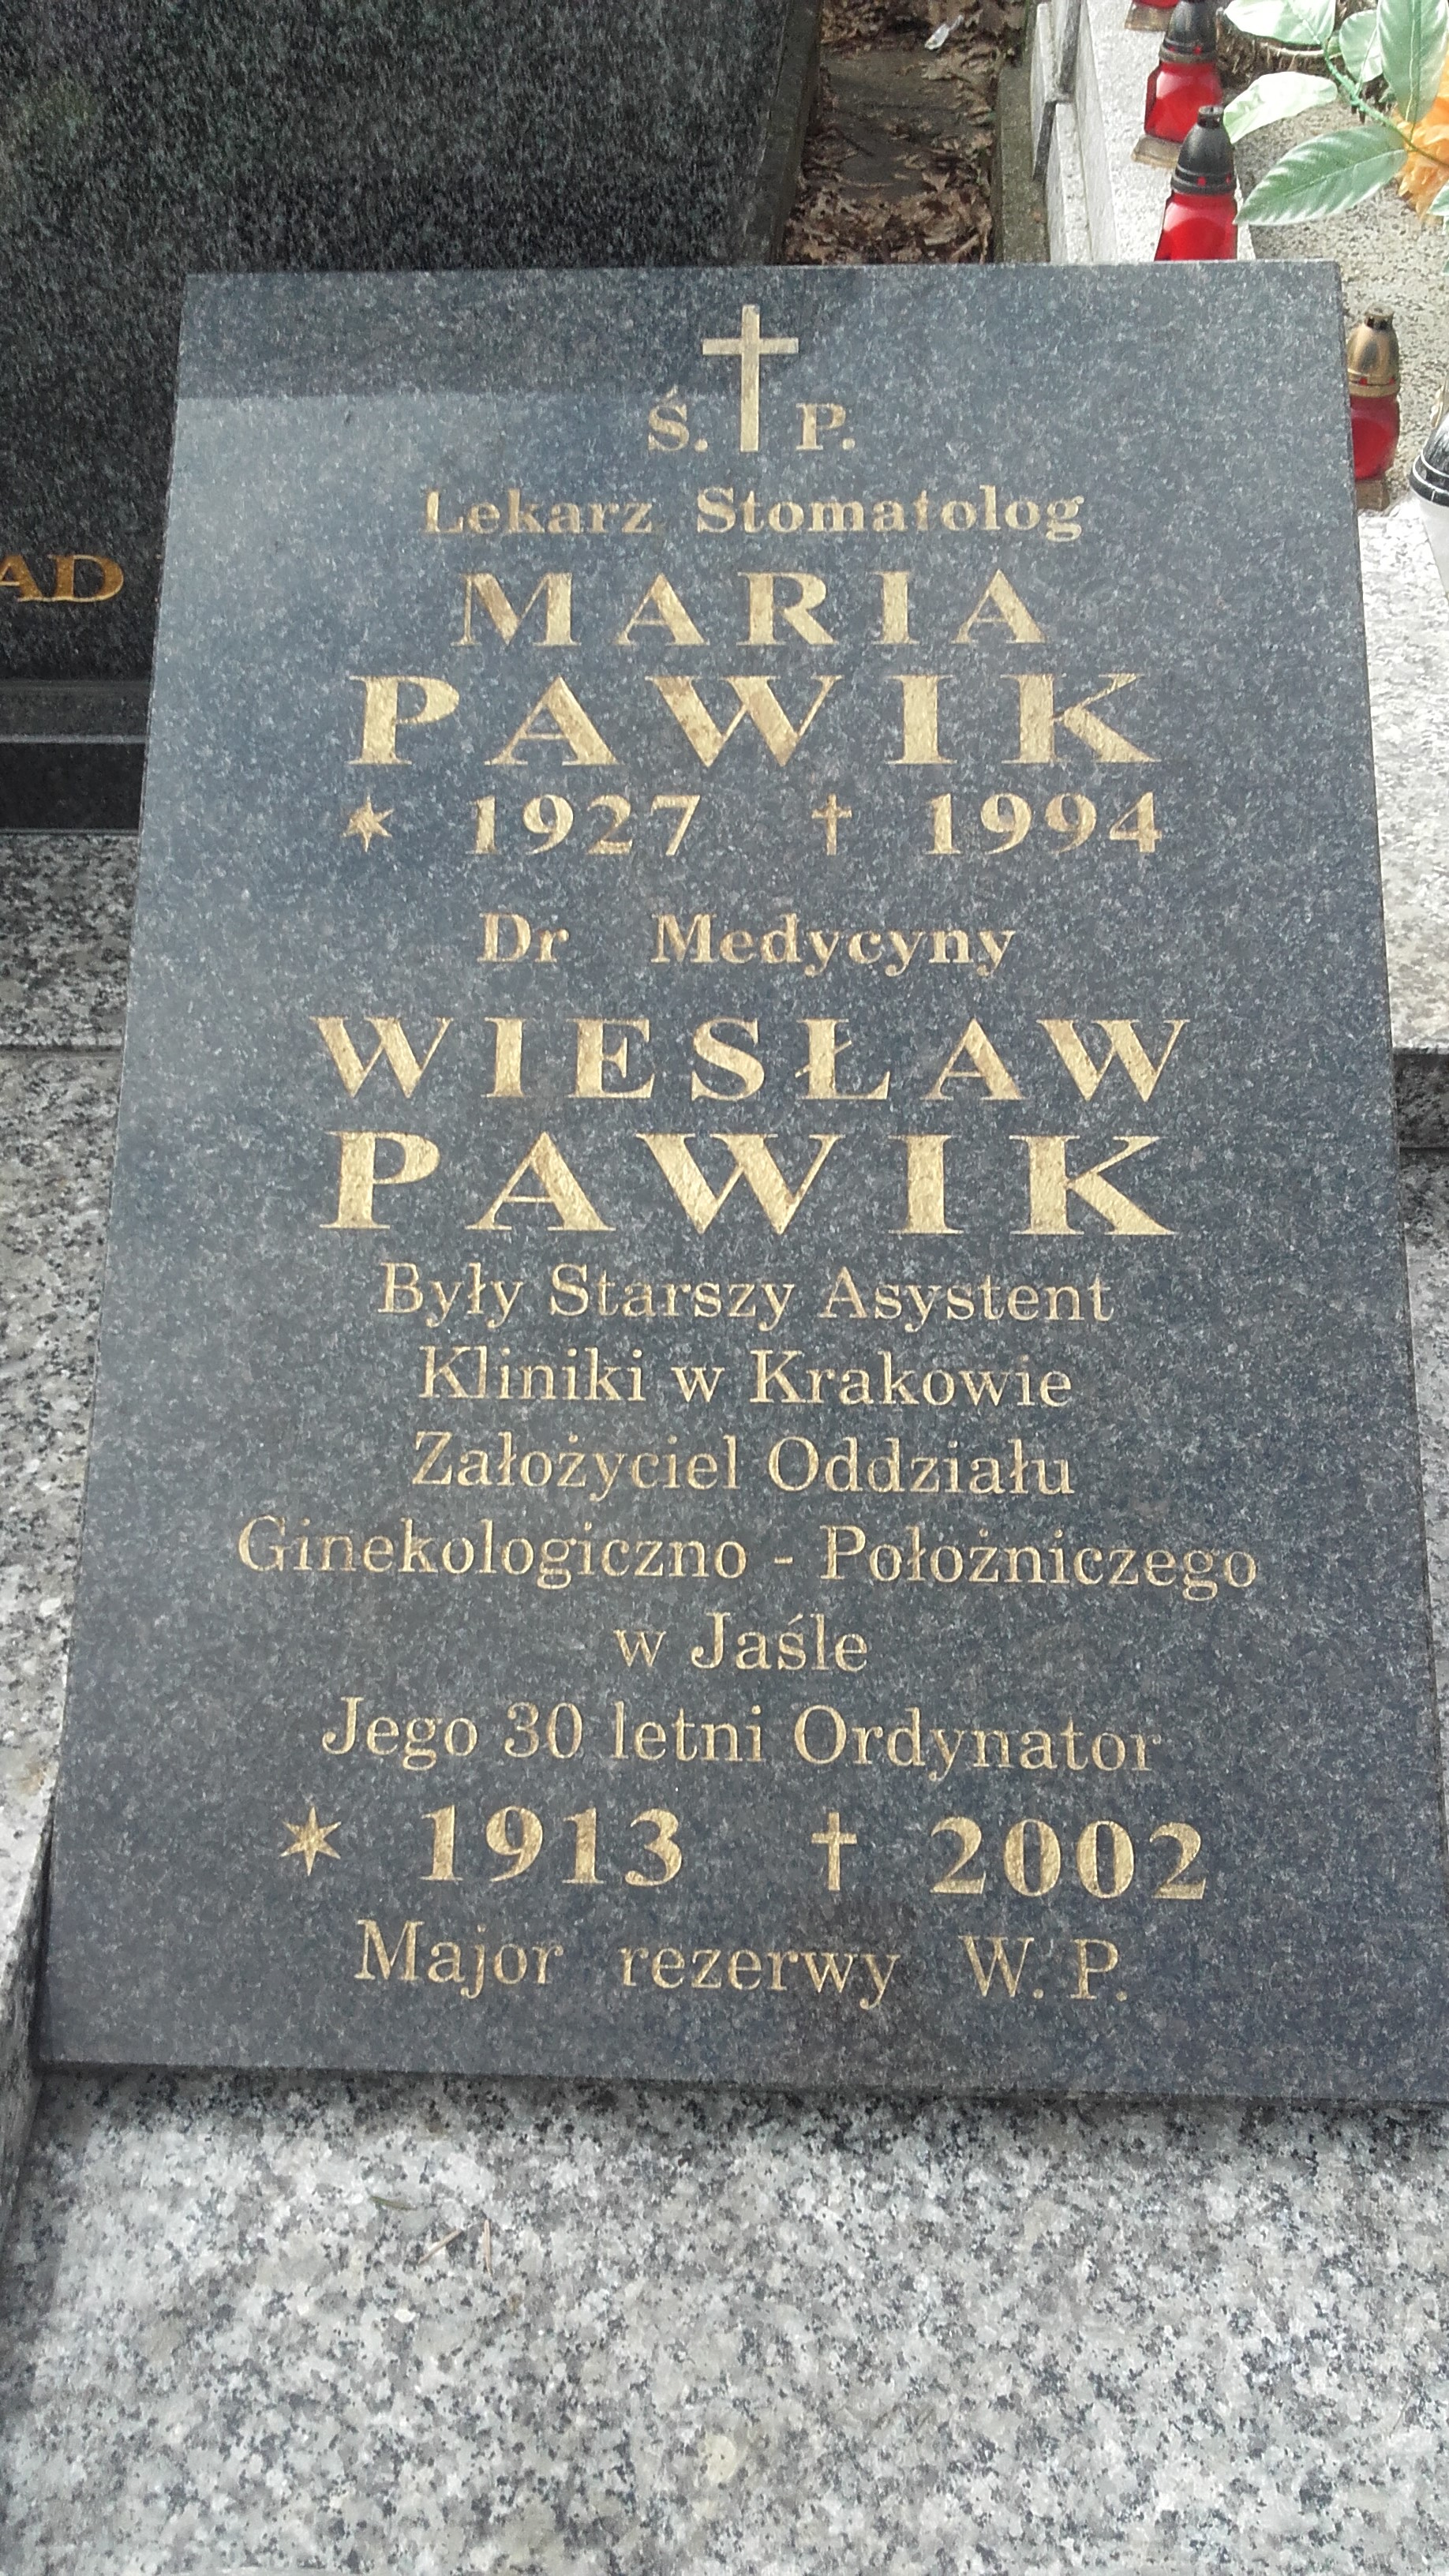 Ś. P.
Lekarz Stomatolog
MARIA
PAWIK
✶ 1927 † 1994
Dr Medycyny
WIESŁAW
PAWIK
Były Starszy Asystent
Kliniki w Krakowie
Założyciel Oddziału
Ginekologiczno - Położniczego
w Jaśle
Jego 30 letni Ordynator
✶ 1913 † 2002
Major rezerwy W.P.